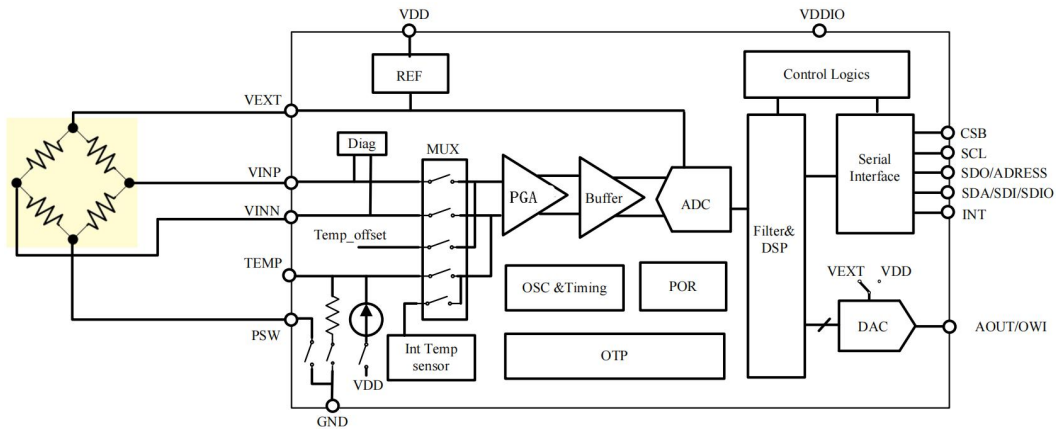 VDD
VDDIO
REF
Control Logics
VEXT
Diag
MUX
CSB
VINP
SCL
PGA
Buffer
ADC
Serial
Interface
SDO/ADRESS
SDA/SDI/SDIO
VINN
INT
Temp_offset
Filter&
DSP
TEMP
OSC &Timing
POR
VEXT
VDD
PSW
DAC
AOUT/OWI
Int Temp
sensor
OTP
VDD
GND